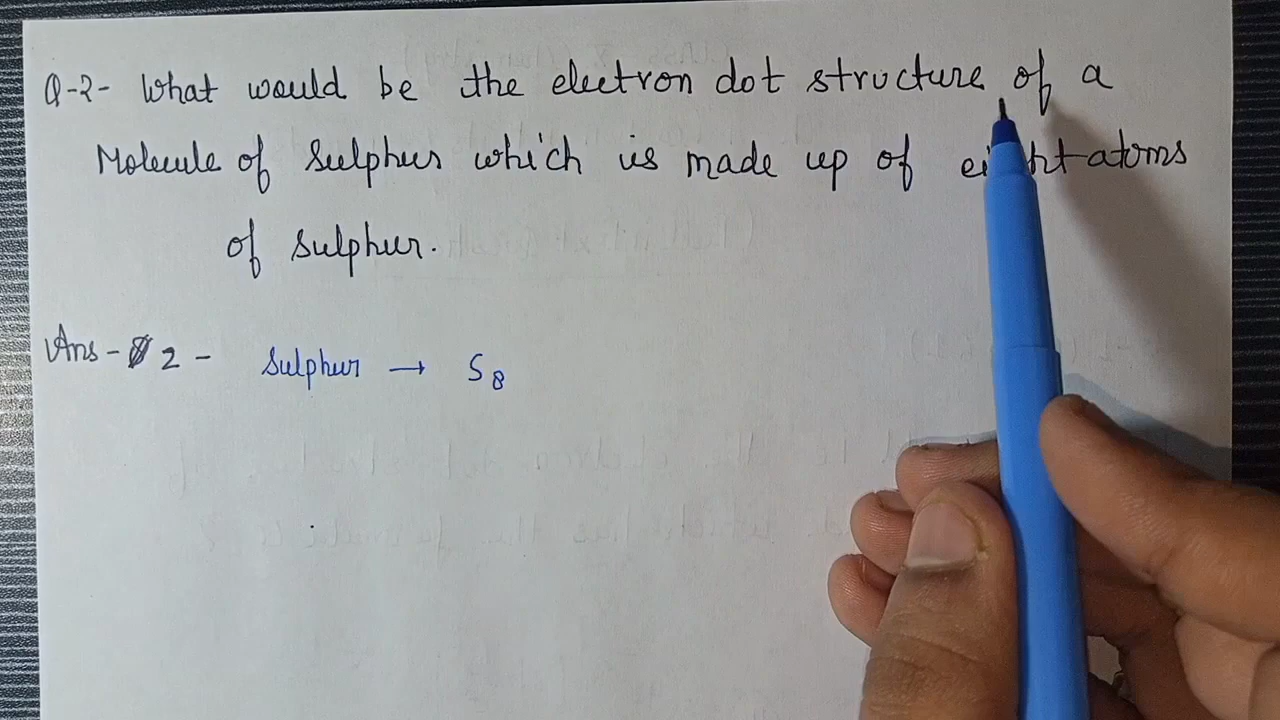 Q-2- What would be the electron dot structure of a
Molecule of Sulphur which is made up of atoms
of sulphur.
Ans- 2 - Sulphur → S₈